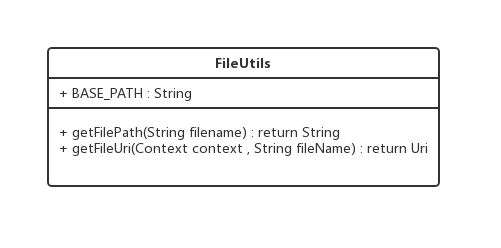 FileUtils
+ BASE_PATH : String
+ getFilePath(String filename) : return String
+ getFileUri(Context context , String fileName) : return Uri